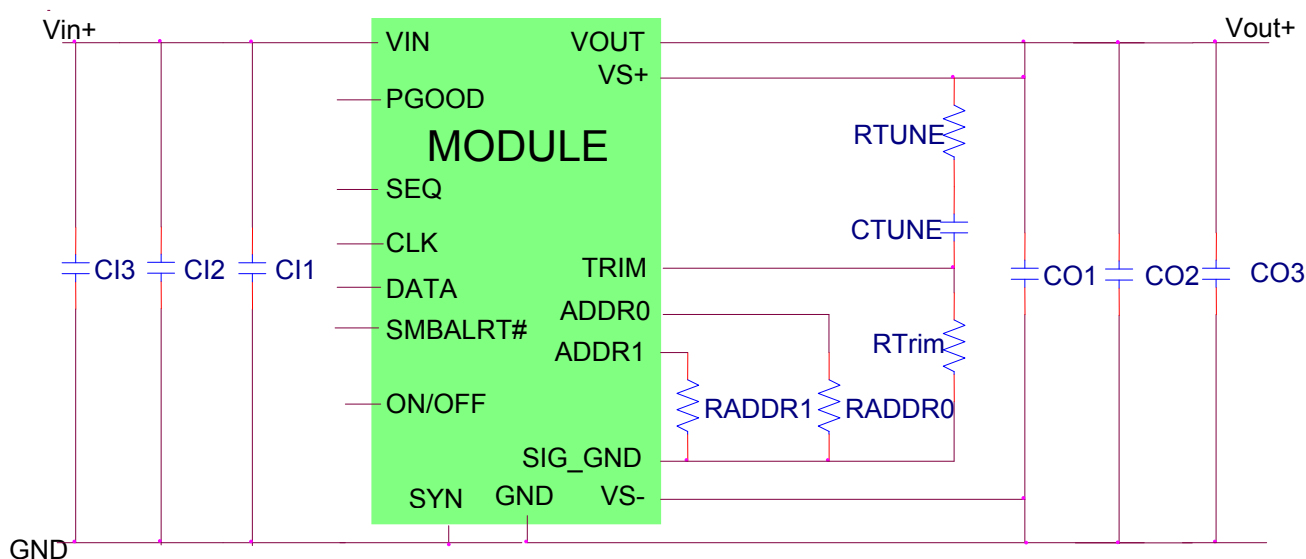 Vin+
VIN
VOUT
Vout+
VS+
PGOOD
MODULE
RTUNE
SEQ
CTUNE
CLK
TRIM
CI3
CI2
CI1
CO1
CO2
CO3
DATA
ADDR0
SMBALRT#
RTrim
ADDR1
ON/OFF
RADDR1
RADDR0
SIG_GND
SYN
GND
VS-
GND